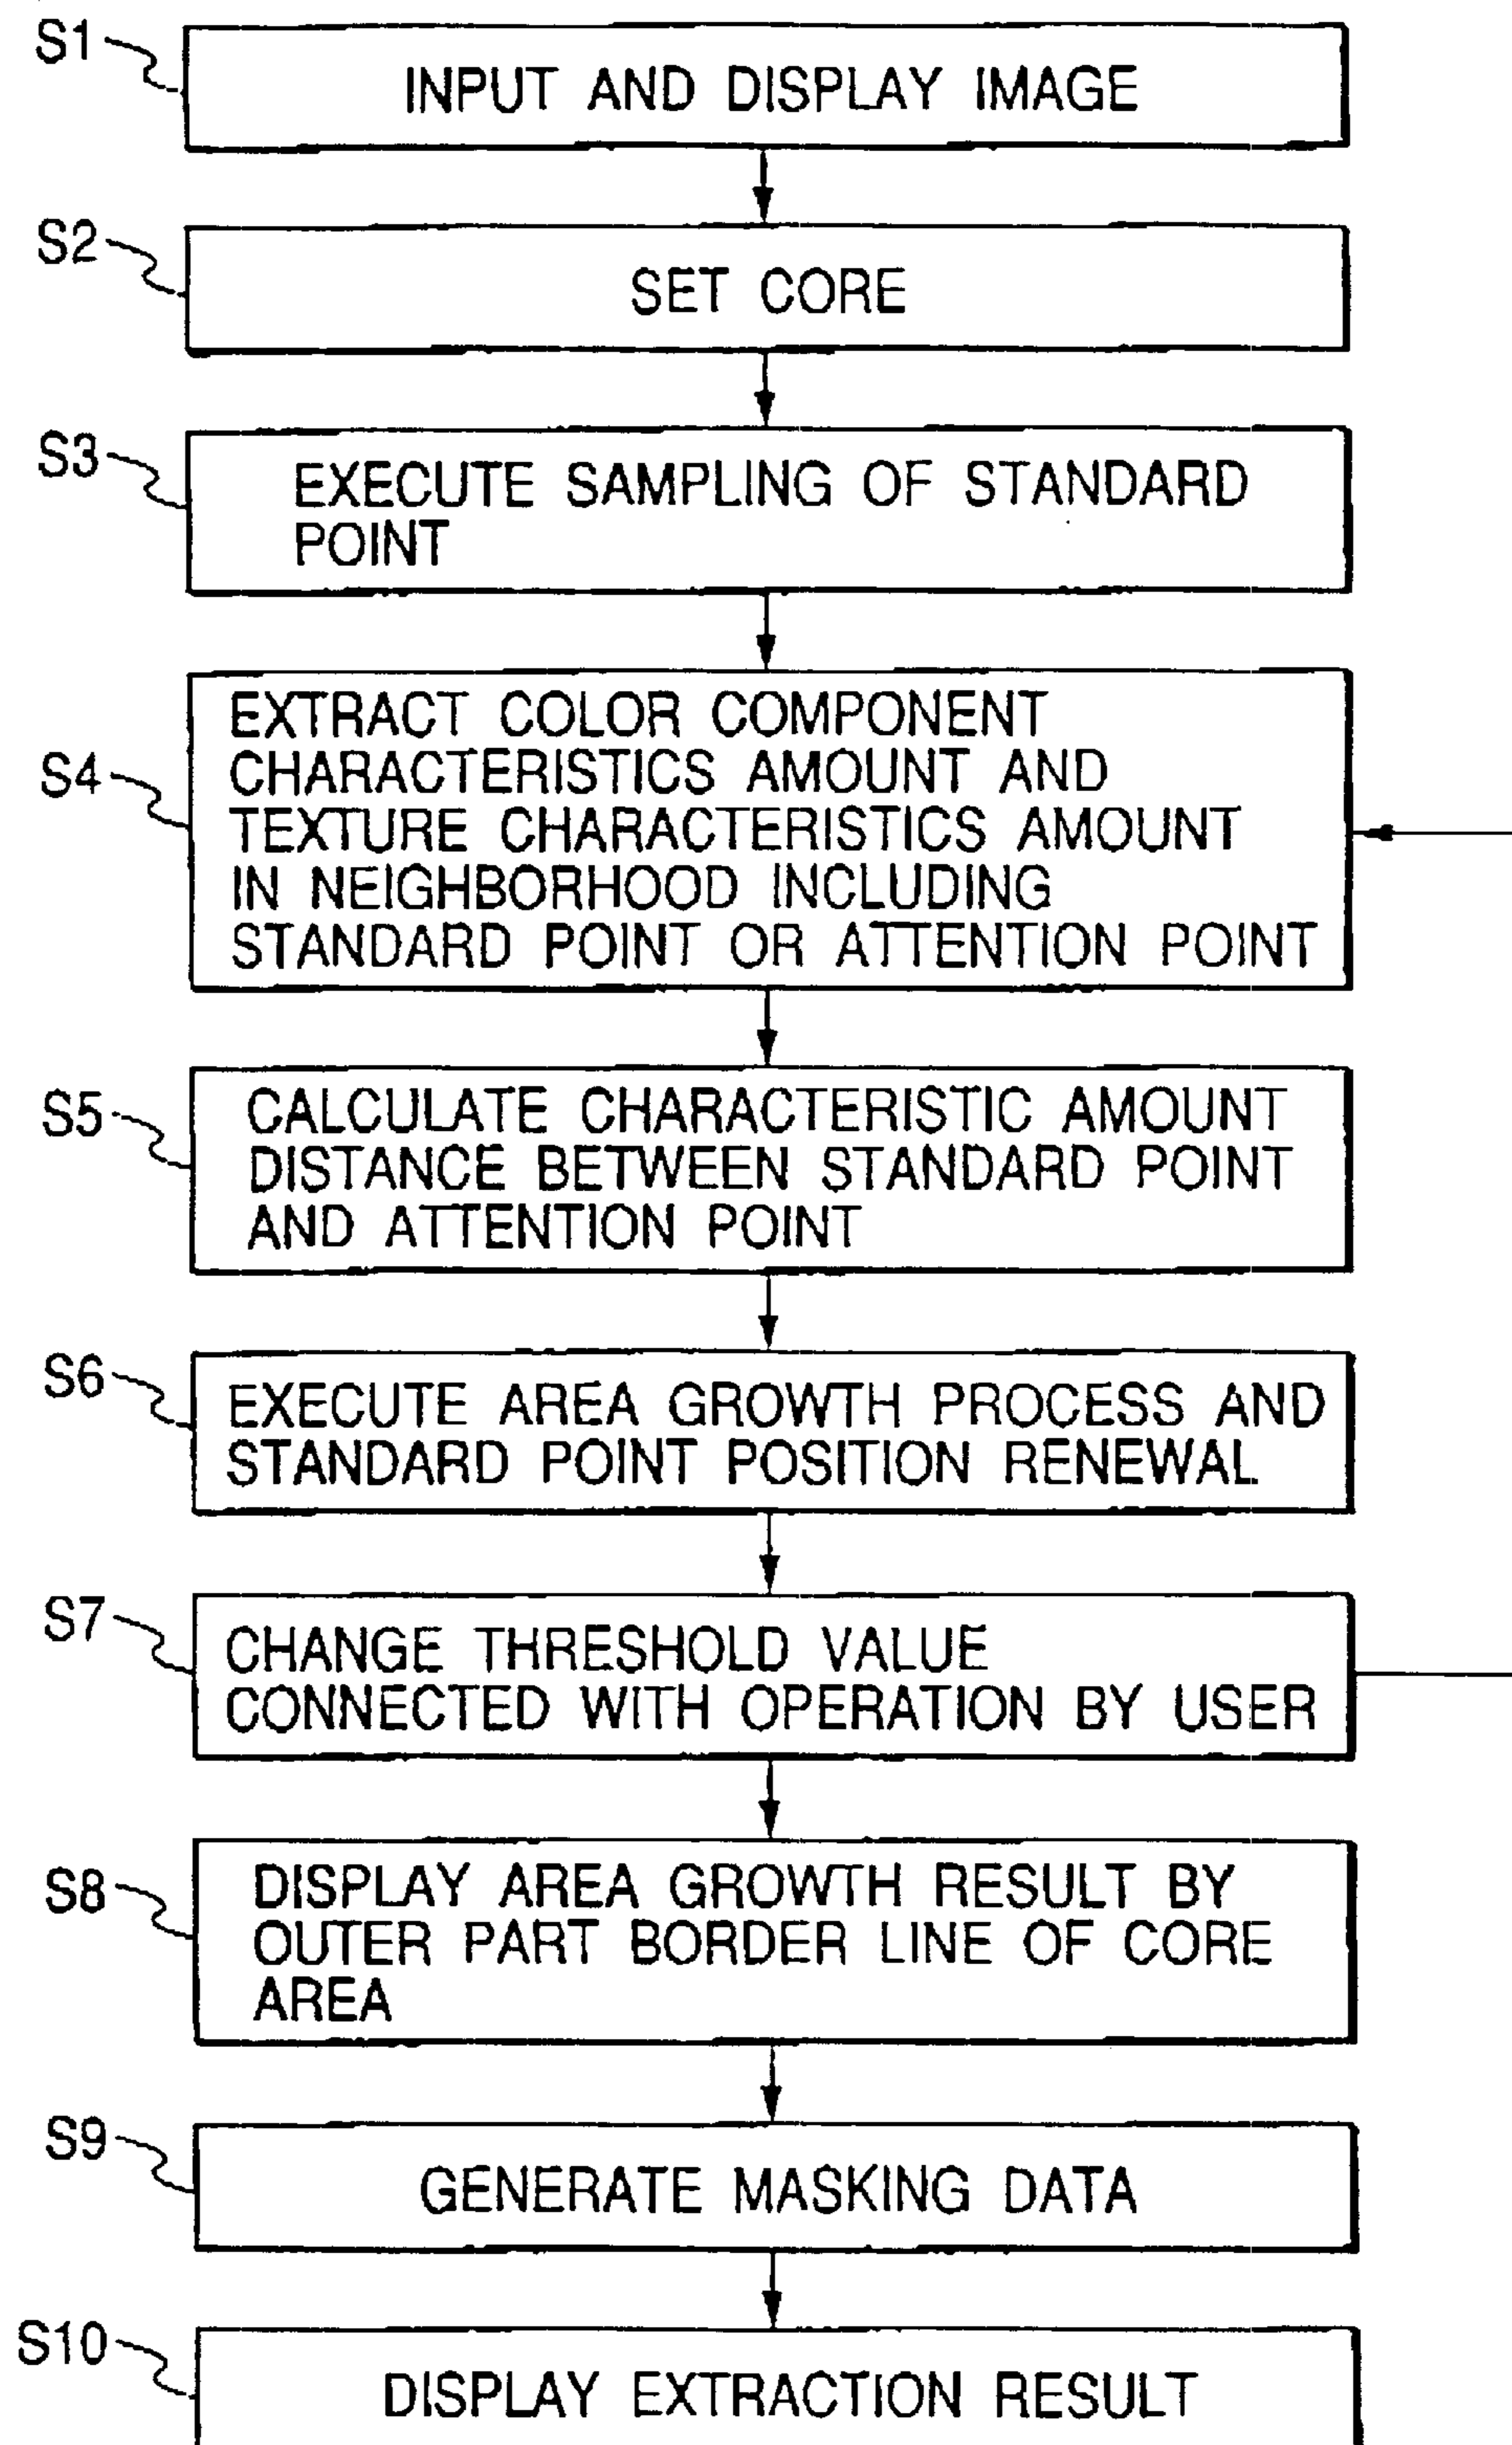 S1
INPUT AND DISPLAY IMAGE
S2
SET CORE
S3
EXECUTE SAMPLING OF STANDARD
POINT
S4
EXTRACT COLOR COMPONENT
CHARACTERISTICS AMOUNT AND
TEXTURE CHARACTERISTICS AMOUNT
IN NEIGHBORHOOD INCLUDING
STANDARD POINT OR ATTENTION POINT
S5
CALCULATE CHARACTERISTIC AMOUNT
DISTANCE BETWEEN STANDARD POINT
AND ATTENTION POINT
S6
EXECUTE AREA GROWTH PROCESS AND
STANDARD POINT POSITION RENEWAL
S7
CHANGE THRESHOLD VALUE
CONNECTED WITH OPERATION BY USER
S8
DISPLAY AREA GROWTH RESULT BY
OUTER PART BORDER LINE OF CORE
AREA
S9
GENERATE MASKING DATA
S10
DISPLAY EXTRACTION RESULT